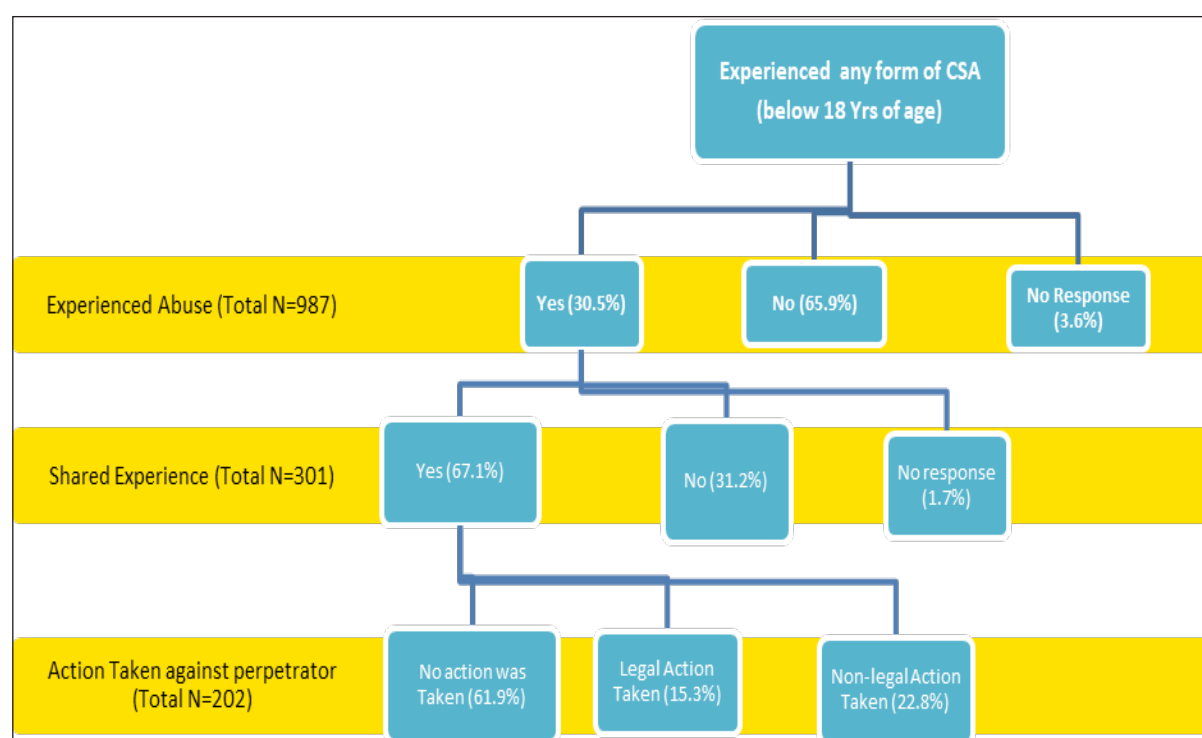 Experienced any form of CSA
(below 18 Yrs of age)
Experienced Abuse (Total N=987)
Yes (30.5%)
No (65.9%)
No Response
(3.6%)
Shared Experience (Total N=301)
Yes (67.1%)
No (31.2%)
No response
(1.7%)
Action Taken against perpetrator
(Total N=202)
No action was
Taken (61.9%)
Legal Action
Taken (15.3%)
Non-legal Action
Taken (22.8%)